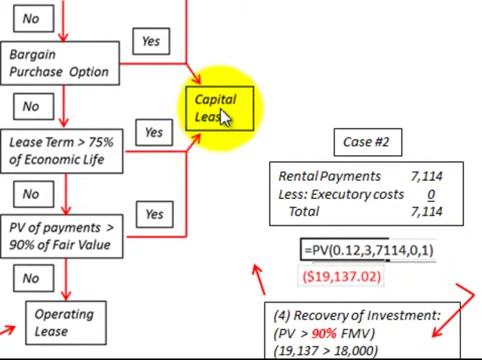 No
Yes
Bargain
Purchase Option
Capital
Lease
No
Lease Term > 75%
of Economic Life
Yes
No
PV of payments >
90% of Fair Value
Yes
No
Operating
Lease
Case #2
Rental Payments 7,114
Less: Executory costs 0
Total 7,114
=PV(0.12,3,7114,0,1)
($19,137.02)
(4) Recovery of Investment:
(PV > 90% FMV)
(19,137 > 18,000)